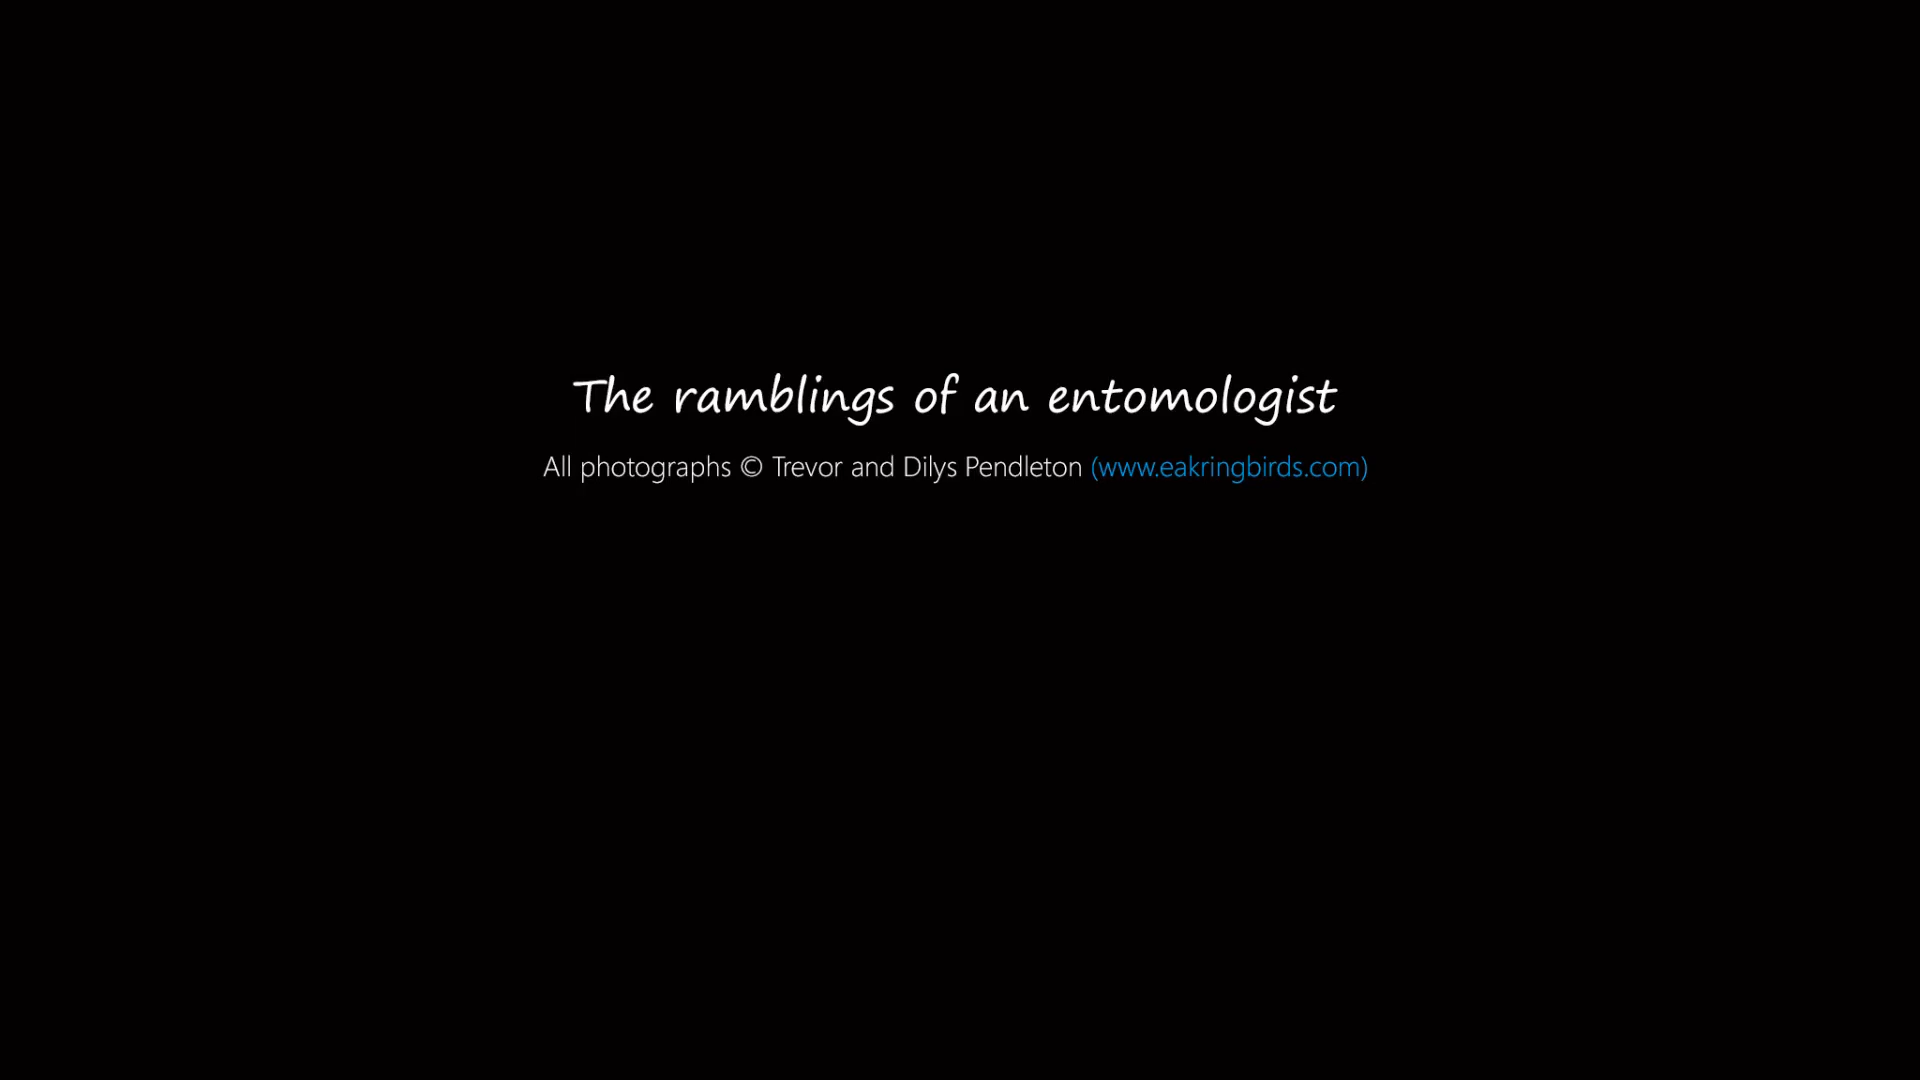 The ramblings of an entomologist
All photographs © Trevor and Dilys Pendleton (www.eakringbirds.com)